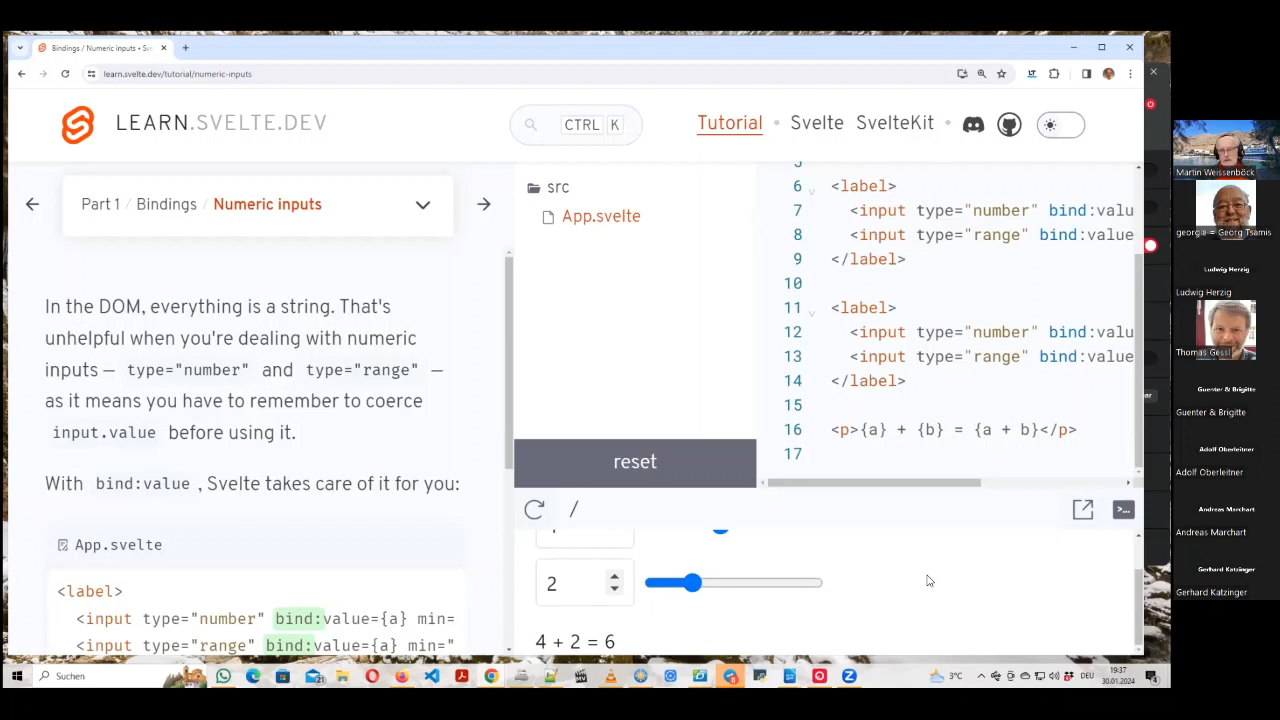 Bindings / Numeric inputs • Sv
learn.svelte.dev/tutorial/numeric-inputs
LEARN.SVELTE.DEV
CTRL K
Tutorial • Svelte SvelteKit •
Part 1 / Bindings / Numeric inputs
In the DOM, everything is a string. That's
unhelpful when you're dealing with numeric
inputs — type="number" and type="range" —
as it means you have to remember to coerce
input.value before using it.
With bind:value , Svelte takes care of it for you:
App.svelte
<label>
<input type="number" bind:value={a} min=
<input type="range" bind:value={a} min="
src
App.svelte
reset
5
6 <label>
7 <input type="number" bind:valu
8 <input type="range" bind:value
9 </label>
10
11 <label>
12 <input type="number" bind:valu
13 <input type="range" bind:value
14 </label>
15
16 <p>{a} + {b} = {a + b}</p>
17
/
2
4 + 2 = 6
Martin Weissenböck
georgie = Georg Tsamis
Ludwig Herzig
Ludwig Herzig
Thomas Gessl
Guenter & Brigitte
Guenter & Brigitte
Adolf Oberleitner
Adolf Oberleitner
Andreas Marchart
Andreas Marchart
Gerhard Katzinger
Gerhard Katzinger
Suchen
3°C
DEU
19:37
30.01.2024